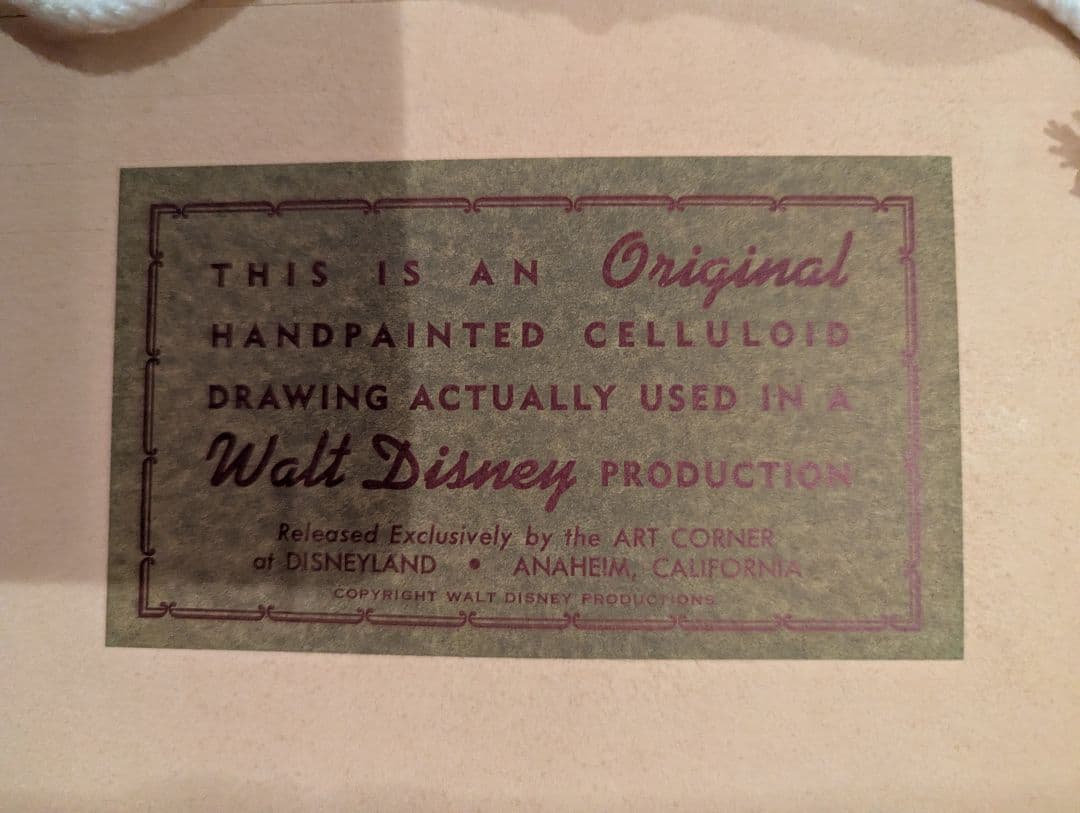 THIS IS AN Original
HANDPAINTED CELLULOID
DRAWING ACTUALLY USED IN A
Walt Disney PRODUCTION
Released Exclusively by the ART CORNER
at DISNEYLAND • ANAHEIM, CALIFORNIA
COPYRIGHT WALT DISNEY PRODUCTIONS